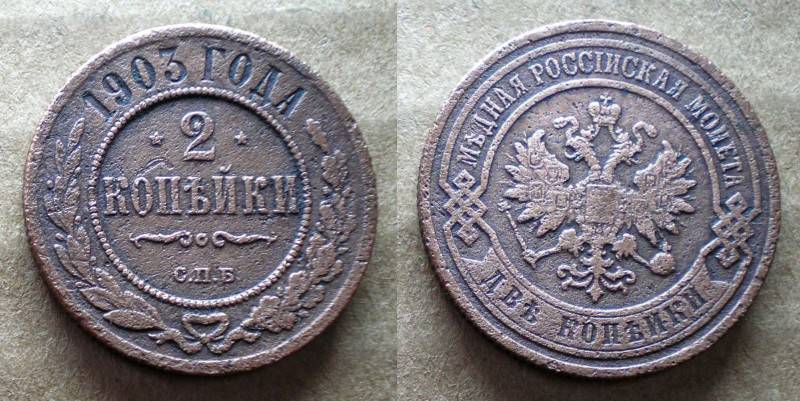 1903 ГОДА
2
КОПѢЙКИ
С.П.Б
МѢДНАЯ РОССІЙСКАЯ МОНЕТА
ДВѢ КОПѢЙКИ